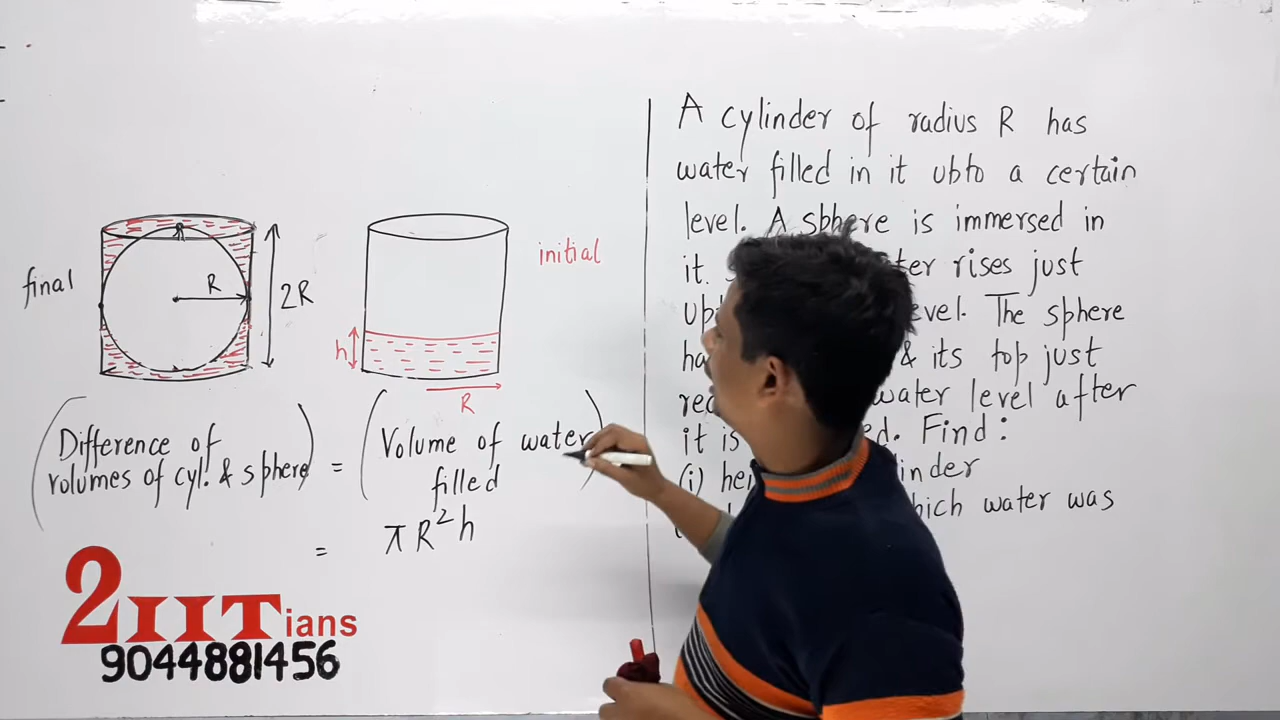 A cylinder of radius R has
water filled in it upto a certain
level. A sphere is immersed in
it. rises just
The sphere
& its top just
water level after
it is Find :
(i)
water was
final
R
2R
initial
h
R
(Difference of
volumes of cyl. & sphere) = (Volume of water
filled)
= πR²h
2IITians
9044881456